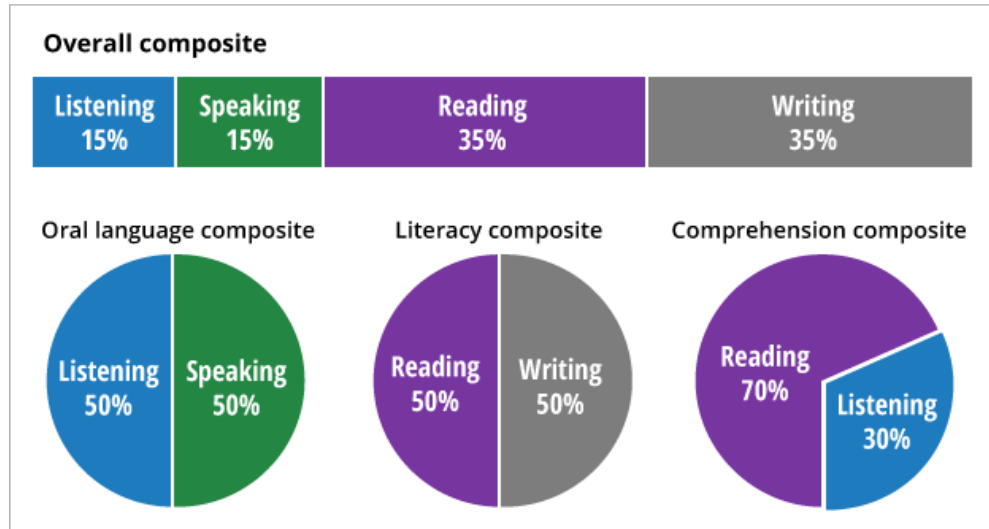 Overall composite
Listening
15%
Speaking
15%
Reading
35%
Writing
35%
Oral language composite
Listening
50%
Speaking
50%
Literacy composite
Reading
50%
Writing
50%
Comprehension composite
Reading
70%
Listening
30%